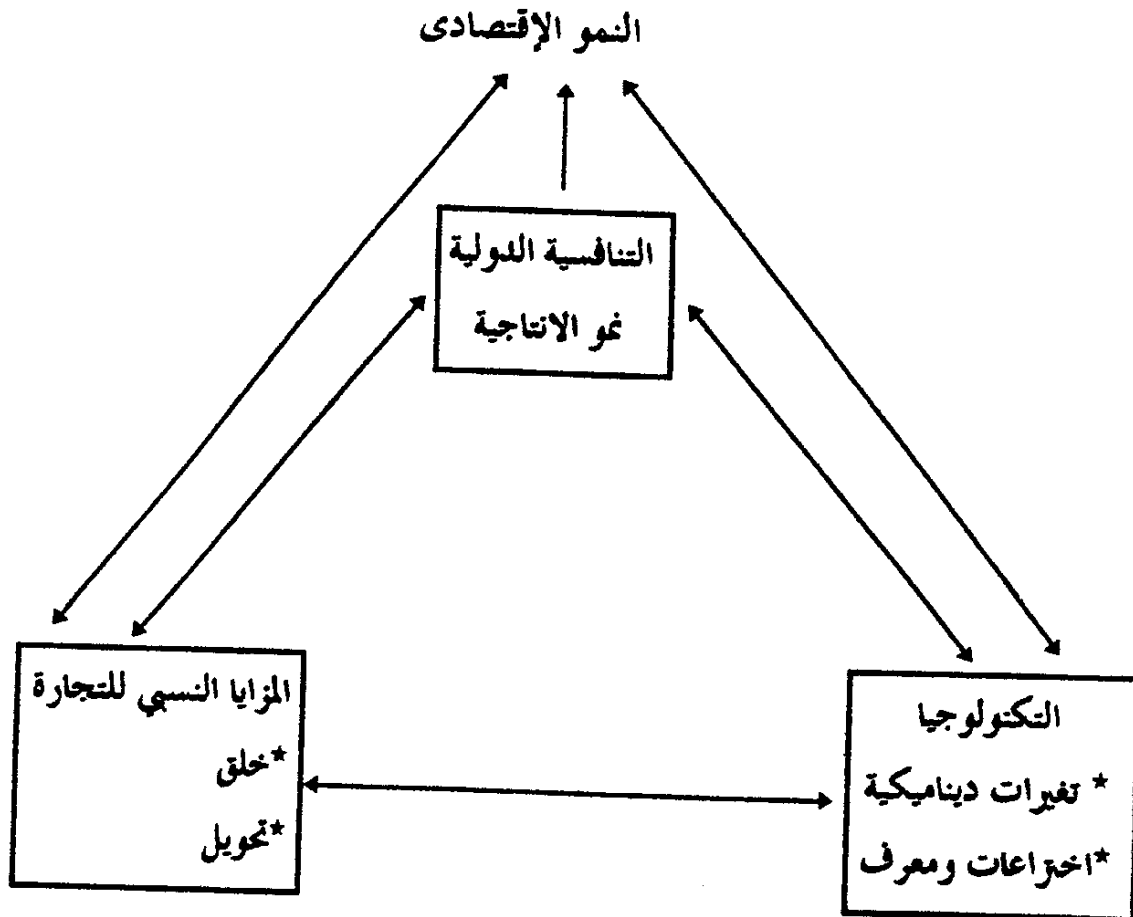 النمو الإقتصادى
التنافسية الدولية
نمو الانتاجية
المزايا النسبي للتجارة
*خلق
*تحويل
التكنولوجيا
* تغيرات ديناميكية
*اختراعات ومعرف